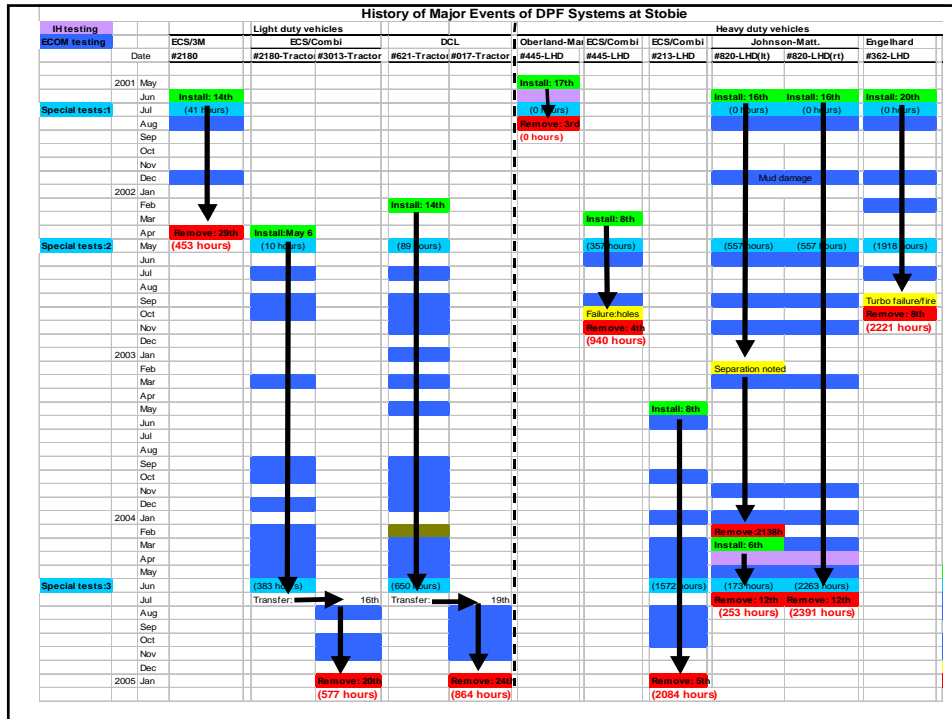 History of Major Events of DPF Systems at Stobie
IH testing Light duty vehicles Heavy duty vehicles
ECOM testing ECS/3M ECS/Combi DCL Oberland-Man ECS/Combi ECS/Combi Johnson-Matt. Engelhard
Date #2180 #2180-Tractor #3013-Tractor #621-Tractor #017-Tractor #445-LHD #445-LHD #213-LHD #820-LHD(lt) #820-LHD(rt) #362-LHD
2001 May Install: 17th
Jun Install: 14th Install: 16th Install: 16th Install: 20th
Special tests:1 Jul (41 hours) (0 hours) (0 hours) (0 hours) (0 hours)
Aug Remove: 3rd
Sep (0 hours)
Oct
Nov
Dec Mud damage
2002 Jan
Feb Install: 14th
Mar Install: 8th
Apr Remove: 29th Install:May 6
Special tests:2 May (453 hours) (10 hours) (89 hours) (357 hours) (557 hours) (557 hours) (1918 hours)
Jun
Jul
Aug
Sep Turbo failure/fire
Oct Failure:holes Remove: 8th
Nov Remove: 4th (2221 hours)
Dec (940 hours)
2003 Jan
Feb Separation noted
Mar
Apr
May Install: 8th
Jun
Jul
Aug
Sep
Oct
Nov
Dec
2004 Jan
Feb Remove:2138h
Mar Install: 6th
Apr
May
Special tests:3 Jun (383 hours) (650 hours) (1572 hours) (173 hours) (2263 hours)
Jul Transfer: 16th Transfer: 19th Remove: 12th Remove: 12th
Aug (253 hours) (2391 hours)
Sep
Oct
Nov
Dec
2005 Jan Remove: 20th Remove: 24th Remove: 5th
(577 hours) (864 hours) (2084 hours)